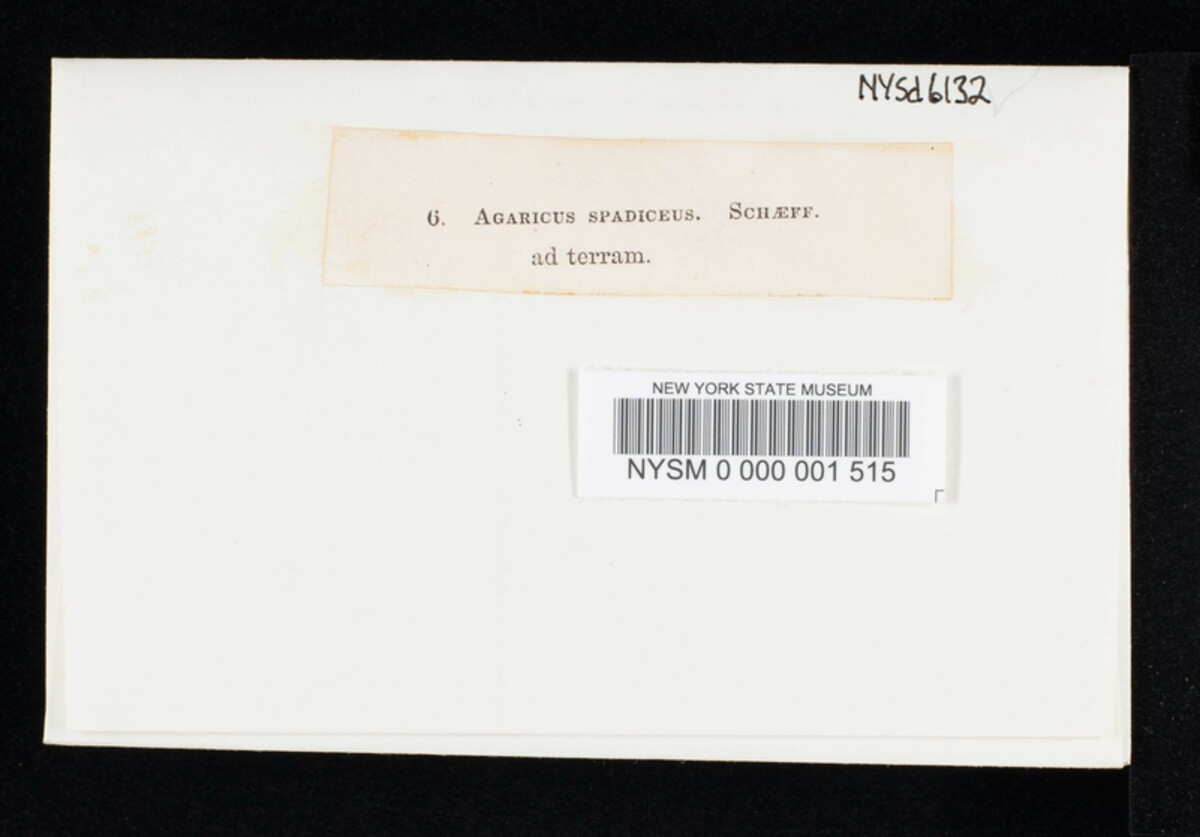 NYSd6132
6. AGARICUS SPADICEUS. SCHÆFF.
ad terram.
NEW YORK STATE MUSEUM
NYSM 0 000 001 515